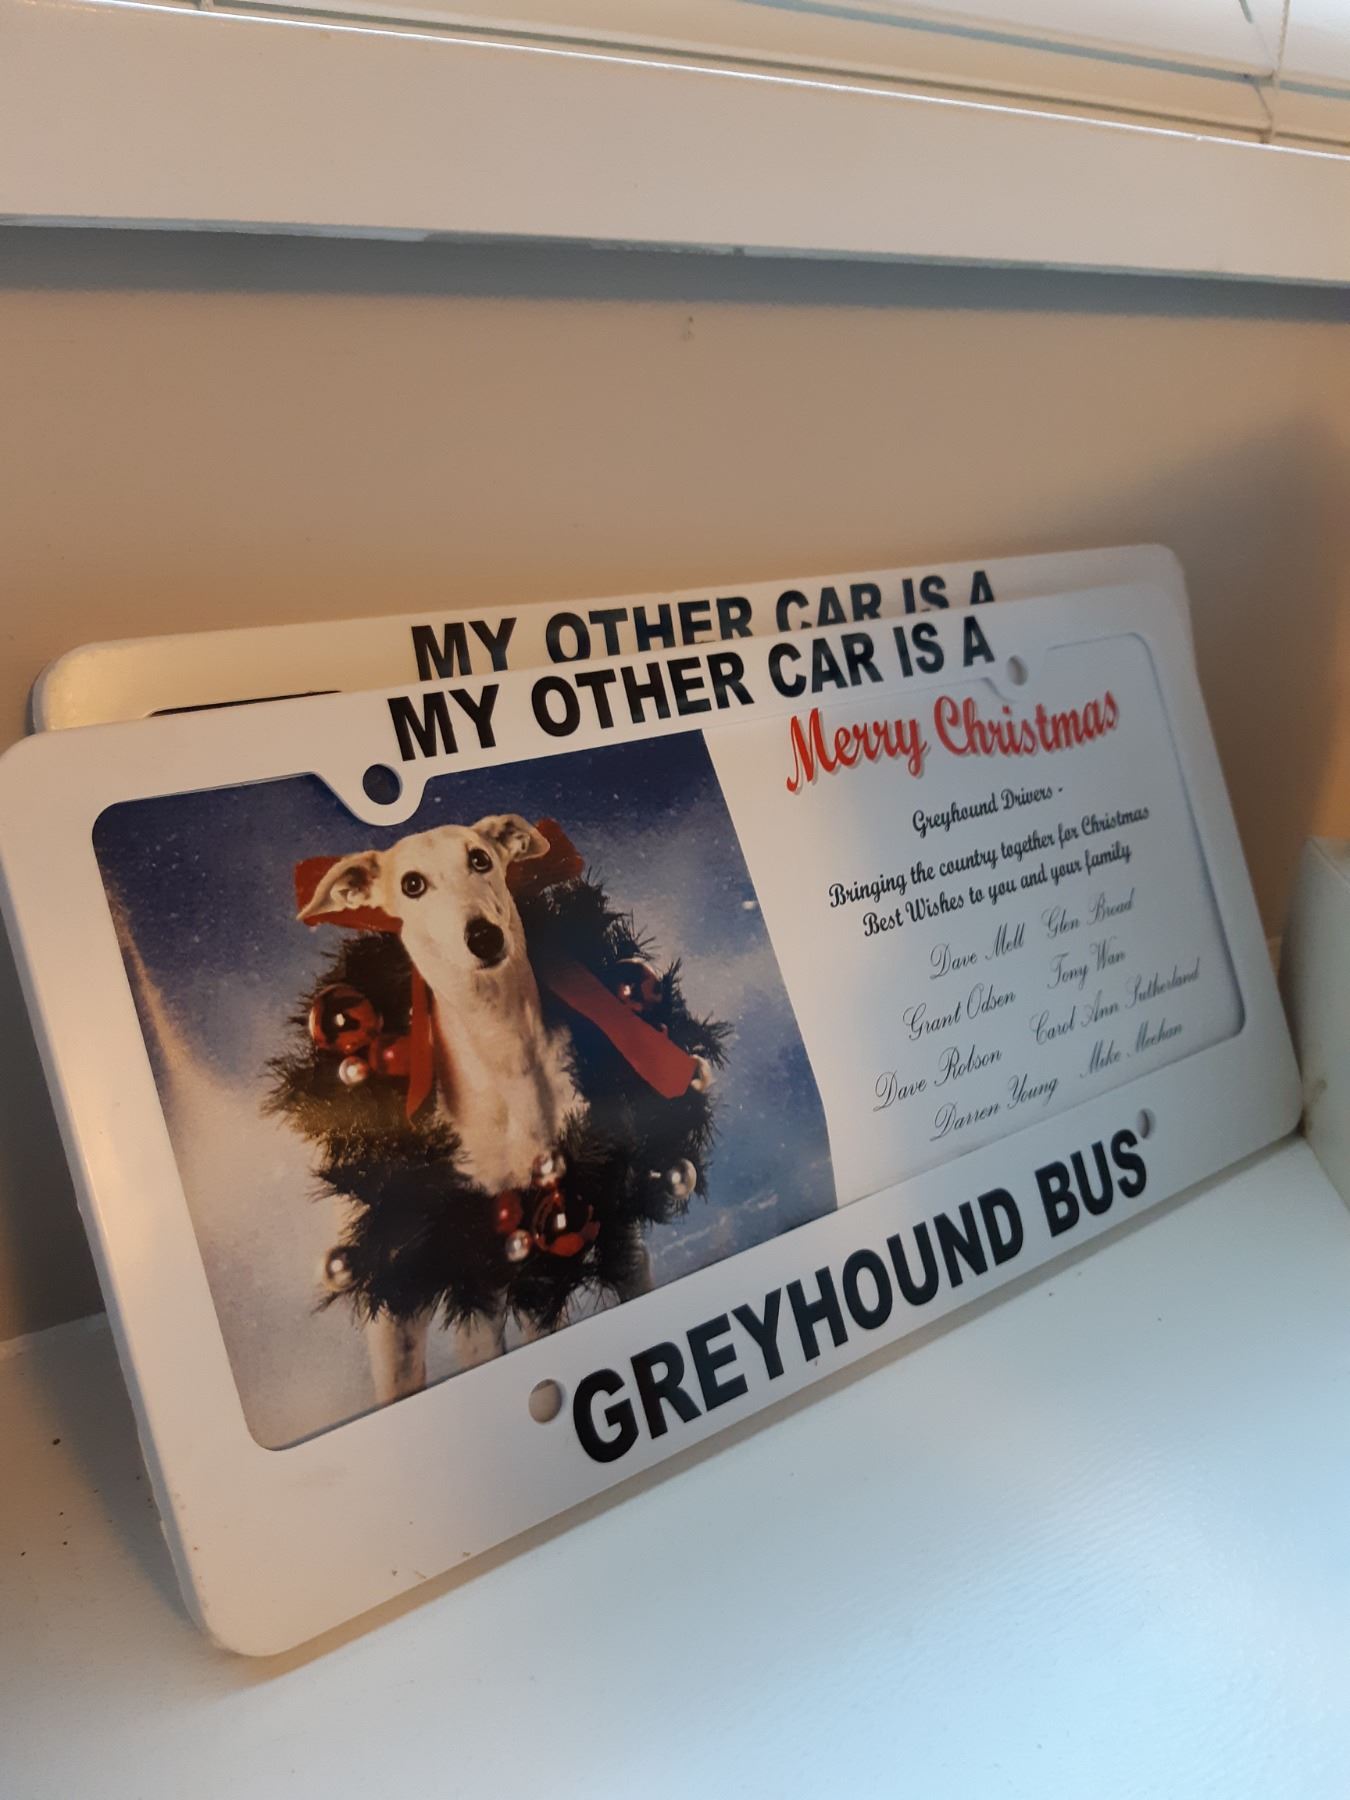 MY OTHER CAR IS A
MY OTHER CAR IS A
Merry Christmas
Greyhound Drivers -
Bringing the country together for Christmas
Best Wishes to you and your family
Dave Mell Glen Broad
Grant Odsen Tony Wan
Dave Robson Carol Ann Sutherland
Darren Young Mike Meehan
GREYHOUND BUS